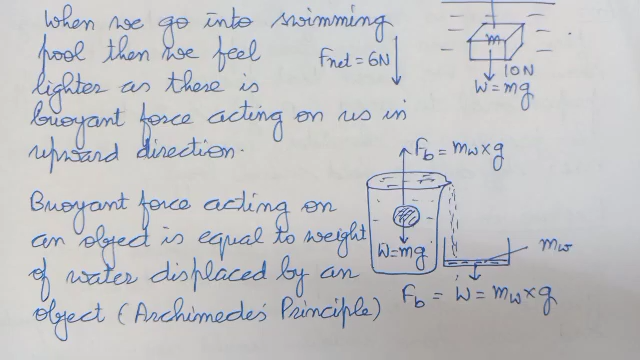 when we go into swimming
pool then we feel
lighter as there is
buoyant force acting on us in
upward direction.
Fnet = 6N
m
10N
W = mg
Buoyant force acting on
an object is equal to weight
of water displaced by an
object (Archimedes Principle)
Fb = mw × g
W = mg
mw
Fb = W = mw × g